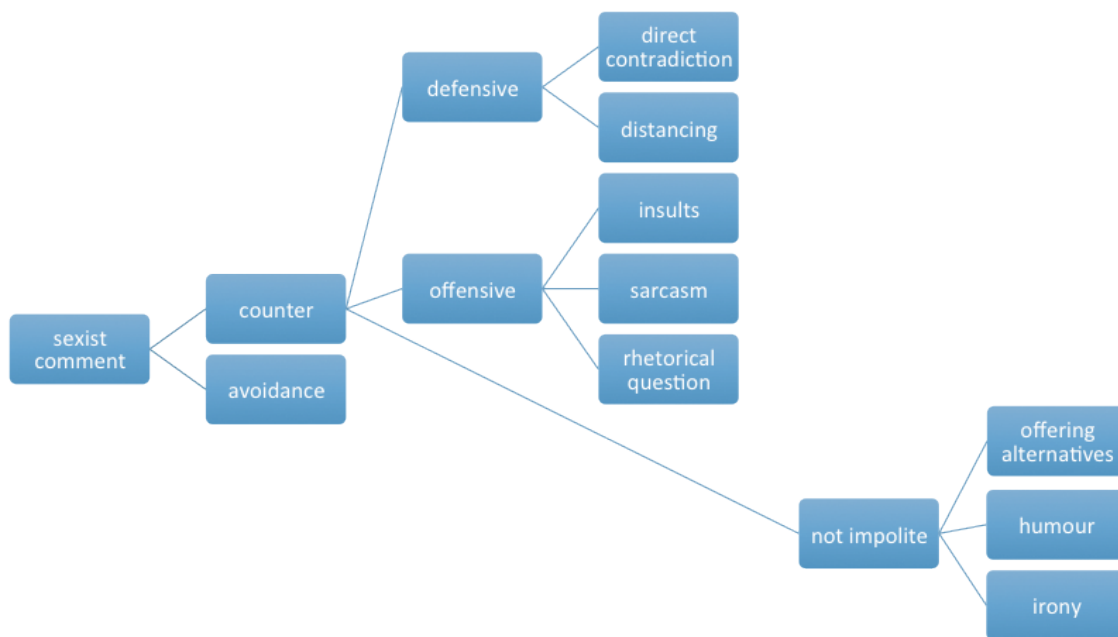 direct
contradiction
defensive
distancing
insults
offensive
sarcasm
counter
sexist
comment
rhetorical
question
avoidance
offering
alternatives
not impolite
humour
irony